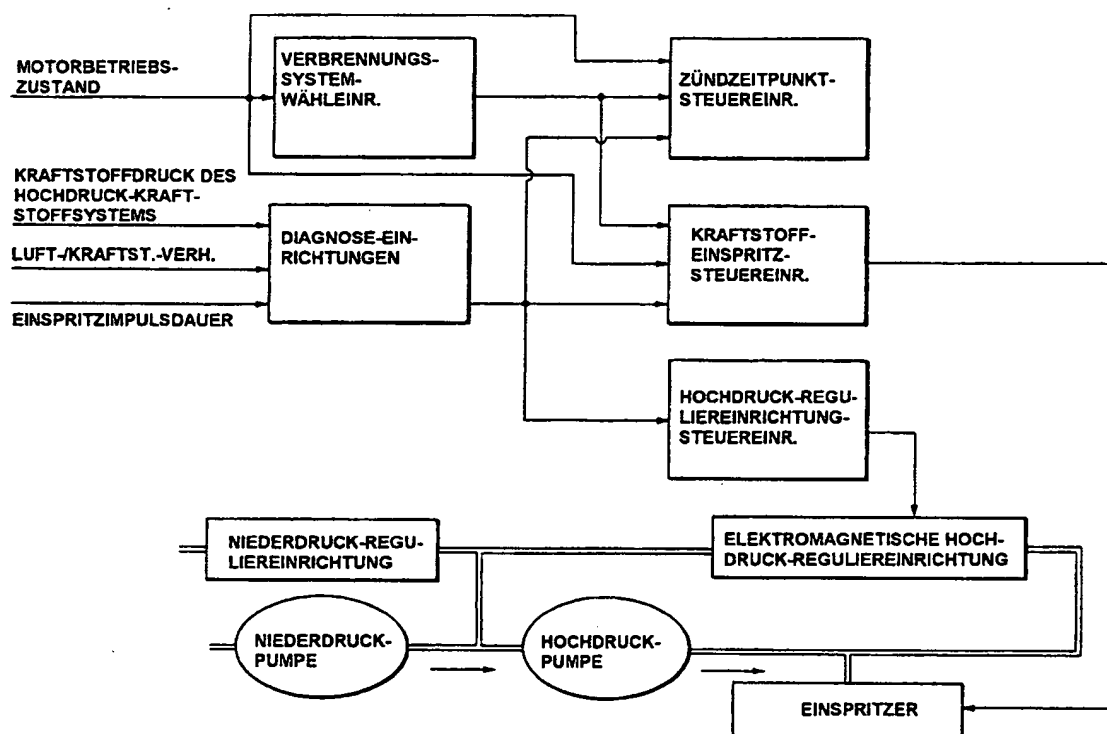 MOTORBETRIEBS-
ZUSTAND
VERBRENNUNGS-
SYSTEM-
WÄHLEINR.
ZÜNDZEITPUNKT-
STEUEREINR.
KRAFTSTOFFDRUCK DES
HOCHDRUCK-KRAFT-
STOFFSYSTEMS
LUFT-/KRAFTST.-VERH.
EINSPRITZIMPULSDAUER
DIAGNOSE-EIN-
RICHTUNGEN
KRAFTSTOFF-
EINSPRITZ-
STEUEREINR.
HOCHDRUCK-REGU-
LIEREINRICHTUNG-
STEUEREINR.
NIEDERDRUCK-REGU-
LIEREINRICHTUNG
ELEKTROMAGNETISCHE HOCH-
DRUCK-REGULIEREINRICHTUNG
NIEDERDRUCK-
PUMPE
HOCHDRUCK-
PUMPE
EINSPRITZER